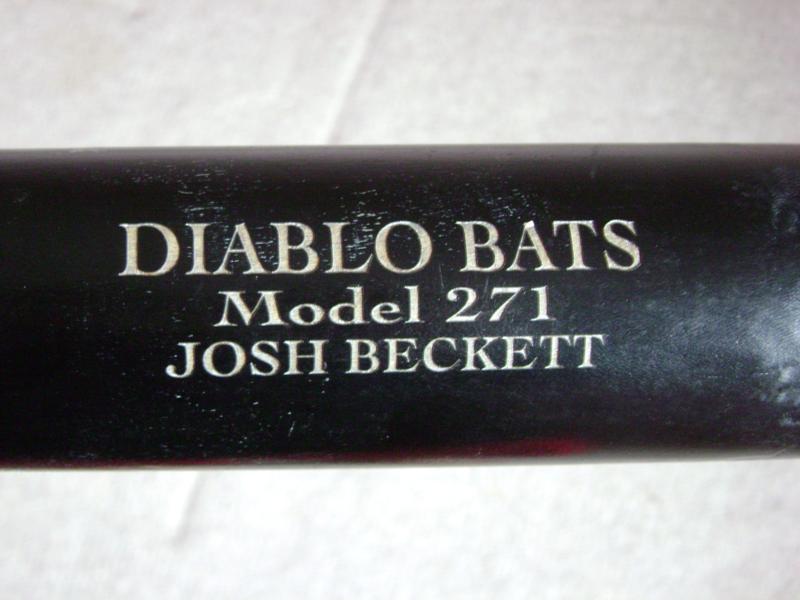 DIABLO BATS
Model 271
JOSH BECKETT